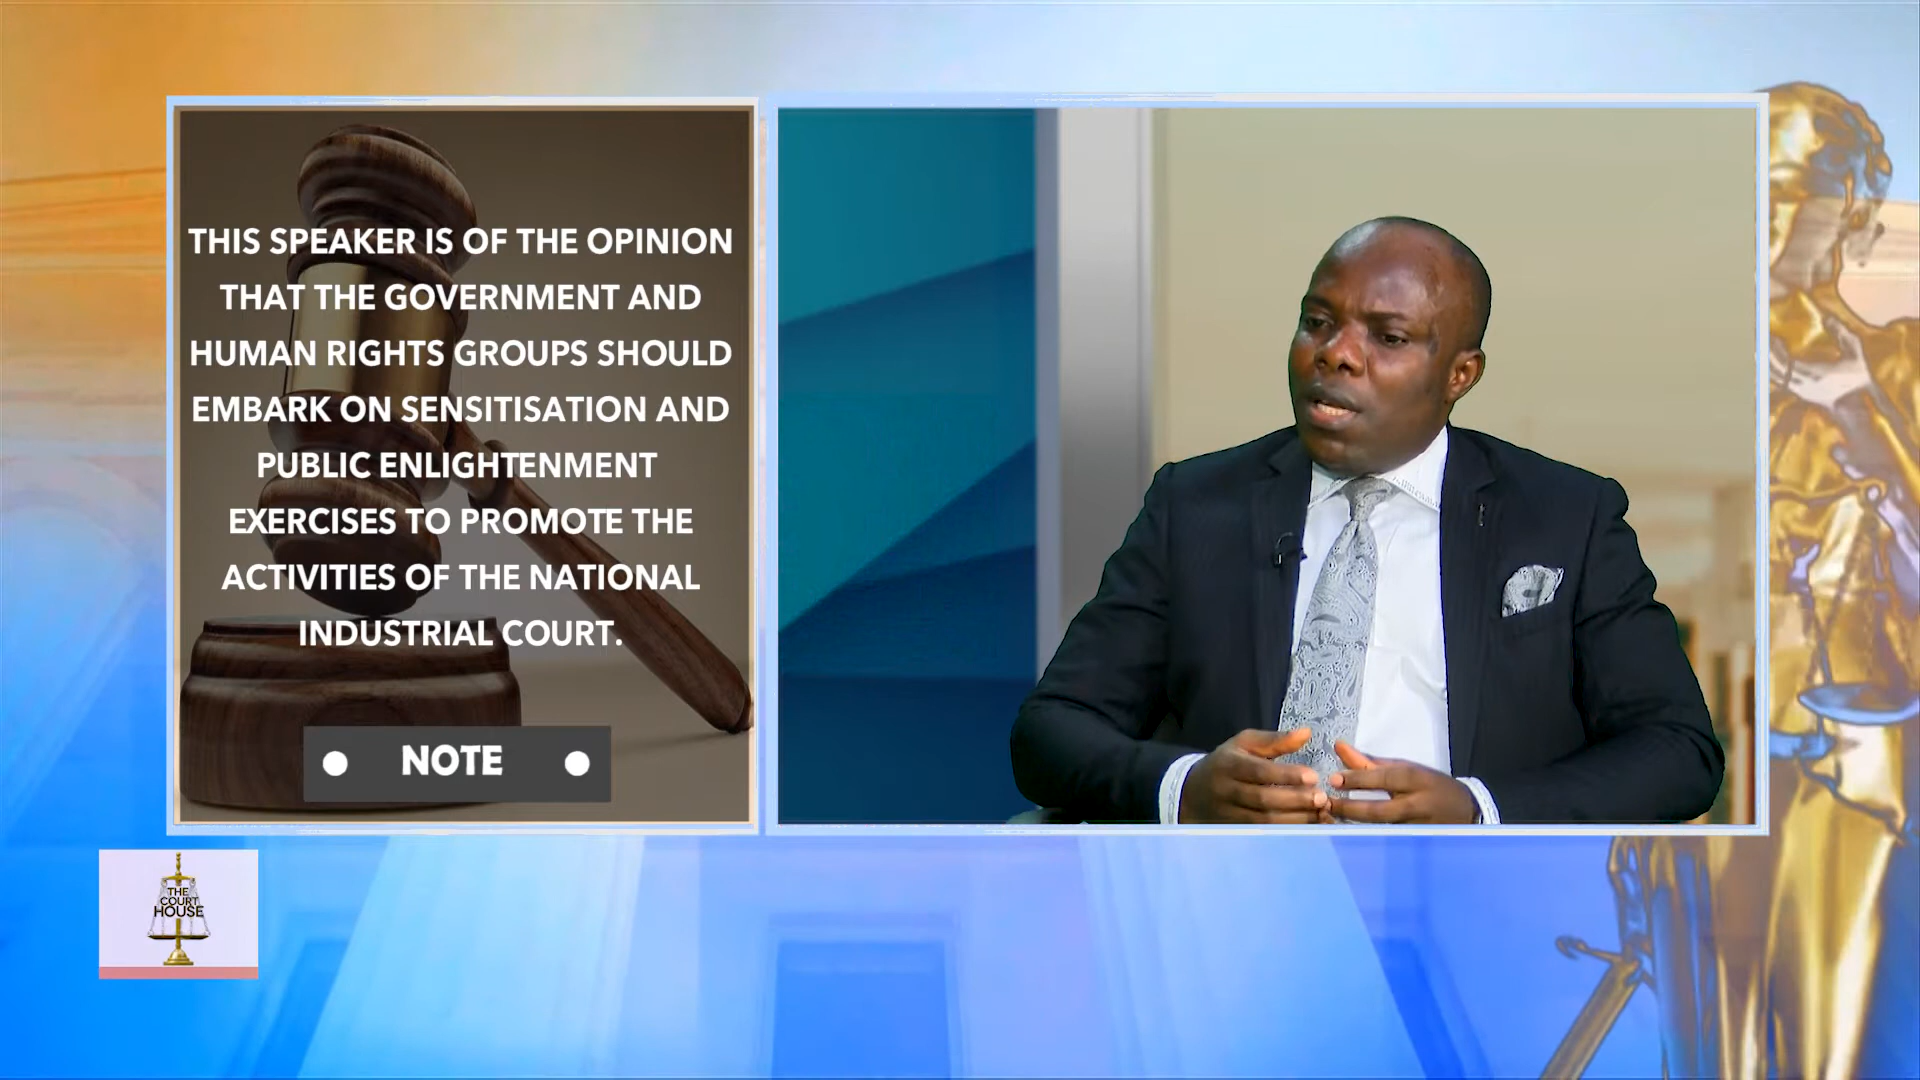 THIS SPEAKER IS OF THE OPINION
THAT THE GOVERNMENT AND
HUMAN RIGHTS GROUPS SHOULD
EMBARK ON SENSITISATION AND
PUBLIC ENLIGHTENMENT
EXERCISES TO PROMOTE THE
ACTIVITIES OF THE NATIONAL
INDUSTRIAL COURT.
NOTE
THE
COURT
HOUSE